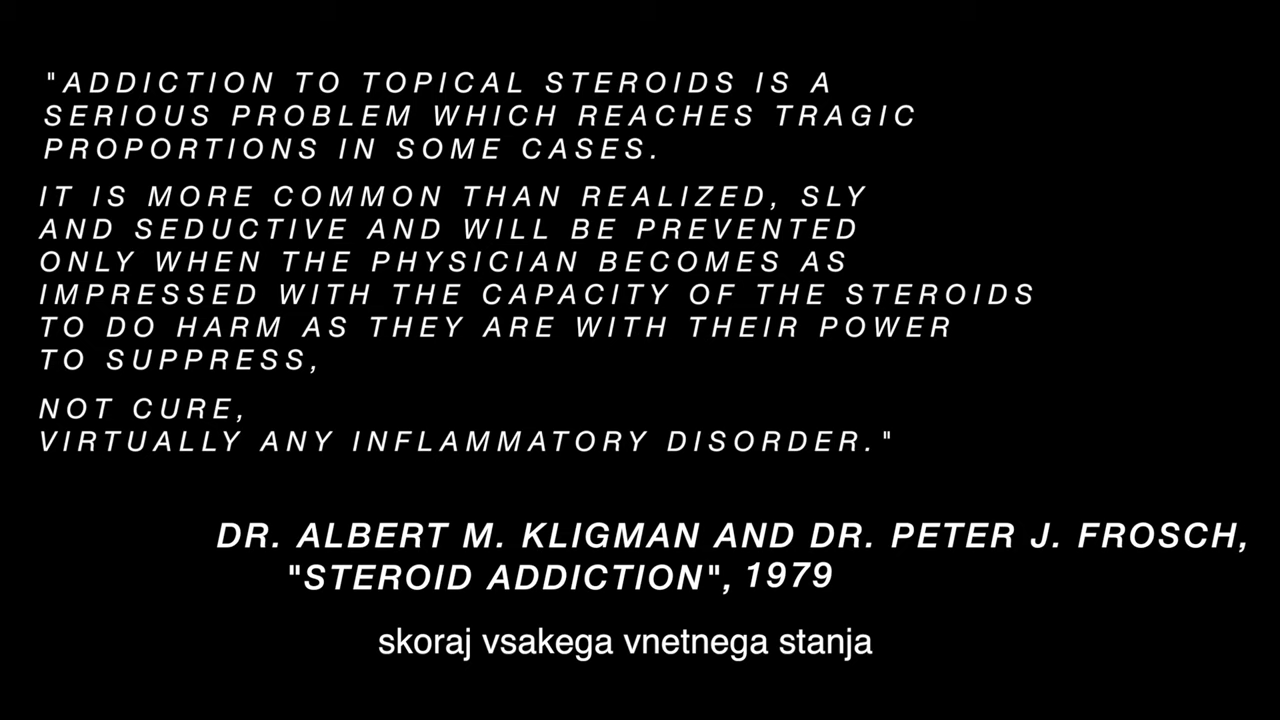 "ADDICTION TO TOPICAL STEROIDS IS A
SERIOUS PROBLEM WHICH REACHES TRAGIC
PROPORTIONS IN SOME CASES.
IT IS MORE COMMON THAN REALIZED, SLY
AND SEDUCTIVE AND WILL BE PREVENTED
ONLY WHEN THE PHYSICIAN BECOMES AS
IMPRESSED WITH THE CAPACITY OF THE STEROIDS
TO DO HARM AS THEY ARE WITH THEIR POWER
TO SUPPRESS,
NOT CURE,
VIRTUALLY ANY INFLAMMATORY DISORDER."
DR. ALBERT M. KLIGMAN AND DR. PETER J. FROSCH,
"STEROID ADDICTION", 1979
skoraj vsakega vnetnega stanja